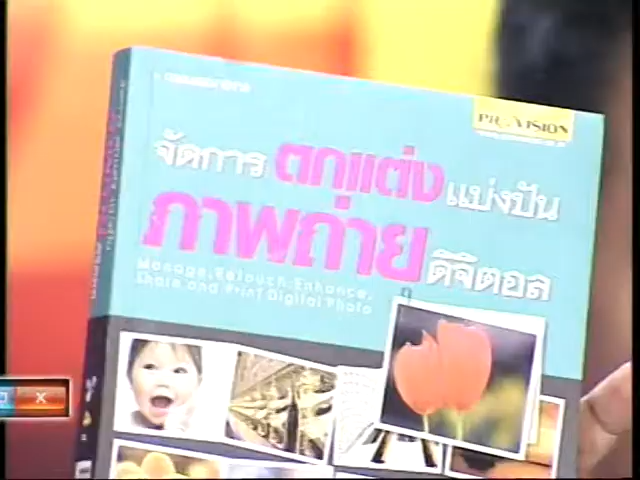 PROVISION
จัดการ ตกแต่ง แบ่งปัน
ภาพถ่าย ดิจิตอล
Manage, Retouch, Enhance,
Share and Print Digital Photo